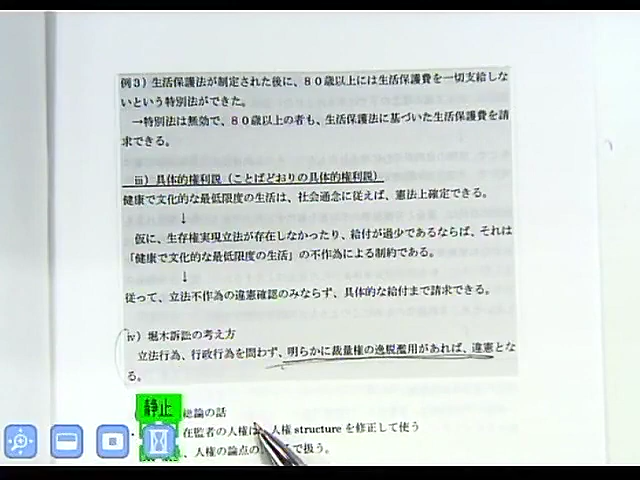 例3）生活保護法が制定された後に、８０歳以上には生活保護費を一切支給しな
いという特別法ができた。
→特別法は無効で、８０歳以上の者も、生活保護法に基づいた生活保護費を請
求できる。
iii）具体的権利説（ことばどおりの具体的権利説）
健康で文化的な最低限度の生活は、社会通念に従えば、憲法上確定できる。
↓
仮に、生存権実現立法が存在しなかったり、給付が過少であるならば、それは
「健康で文化的な最低限度の生活」の不作為による制約である。
↓
従って、立法不作為の違憲確認のみならず、具体的な給付まで請求できる。
iv）堀木訴訟の考え方
立法行為、行政行為を問わず、明らかに裁量権の逸脱濫用があれば、違憲とな
る。
静止
総論の話
在監者の人権は、人権 structure を修正して使う
、人権の論点の で扱う。